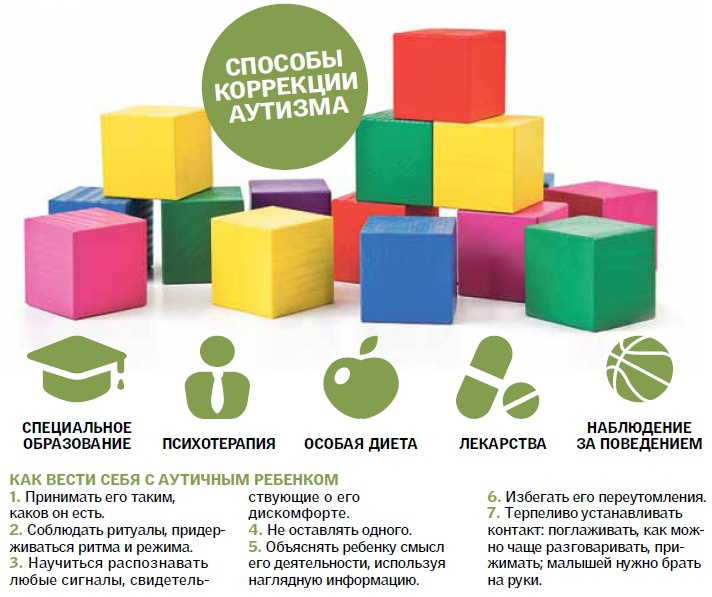 СПОСОБЫ
КОРРЕКЦИИ
АУТИЗМА
СПЕЦИАЛЬНОЕ
ОБРАЗОВАНИЕ
ПСИХОТЕРАПИЯ
ОСОБАЯ ДИЕТА
ЛЕКАРСТВА
НАБЛЮДЕНИЕ
ЗА ПОВЕДЕНИЕМ
КАК ВЕСТИ СЕБЯ С АУТИЧНЫМ РЕБЕНКОМ
1. Принимать его таким,
каков он есть.
2. Соблюдать ритуалы, придер-
живаться ритма и режима.
3. Научиться распознавать
любые сигналы, свидетель-
ствующие о его
дискомфорте.
4. Не оставлять одного.
5. Объяснять ребенку смысл
его деятельности, используя
наглядную информацию.
6. Избегать его переутомления.
7. Терпеливо устанавливать
контакт: поглаживать, как мож-
но чаще разговаривать, при-
жимать; малышей нужно брать
на руки.